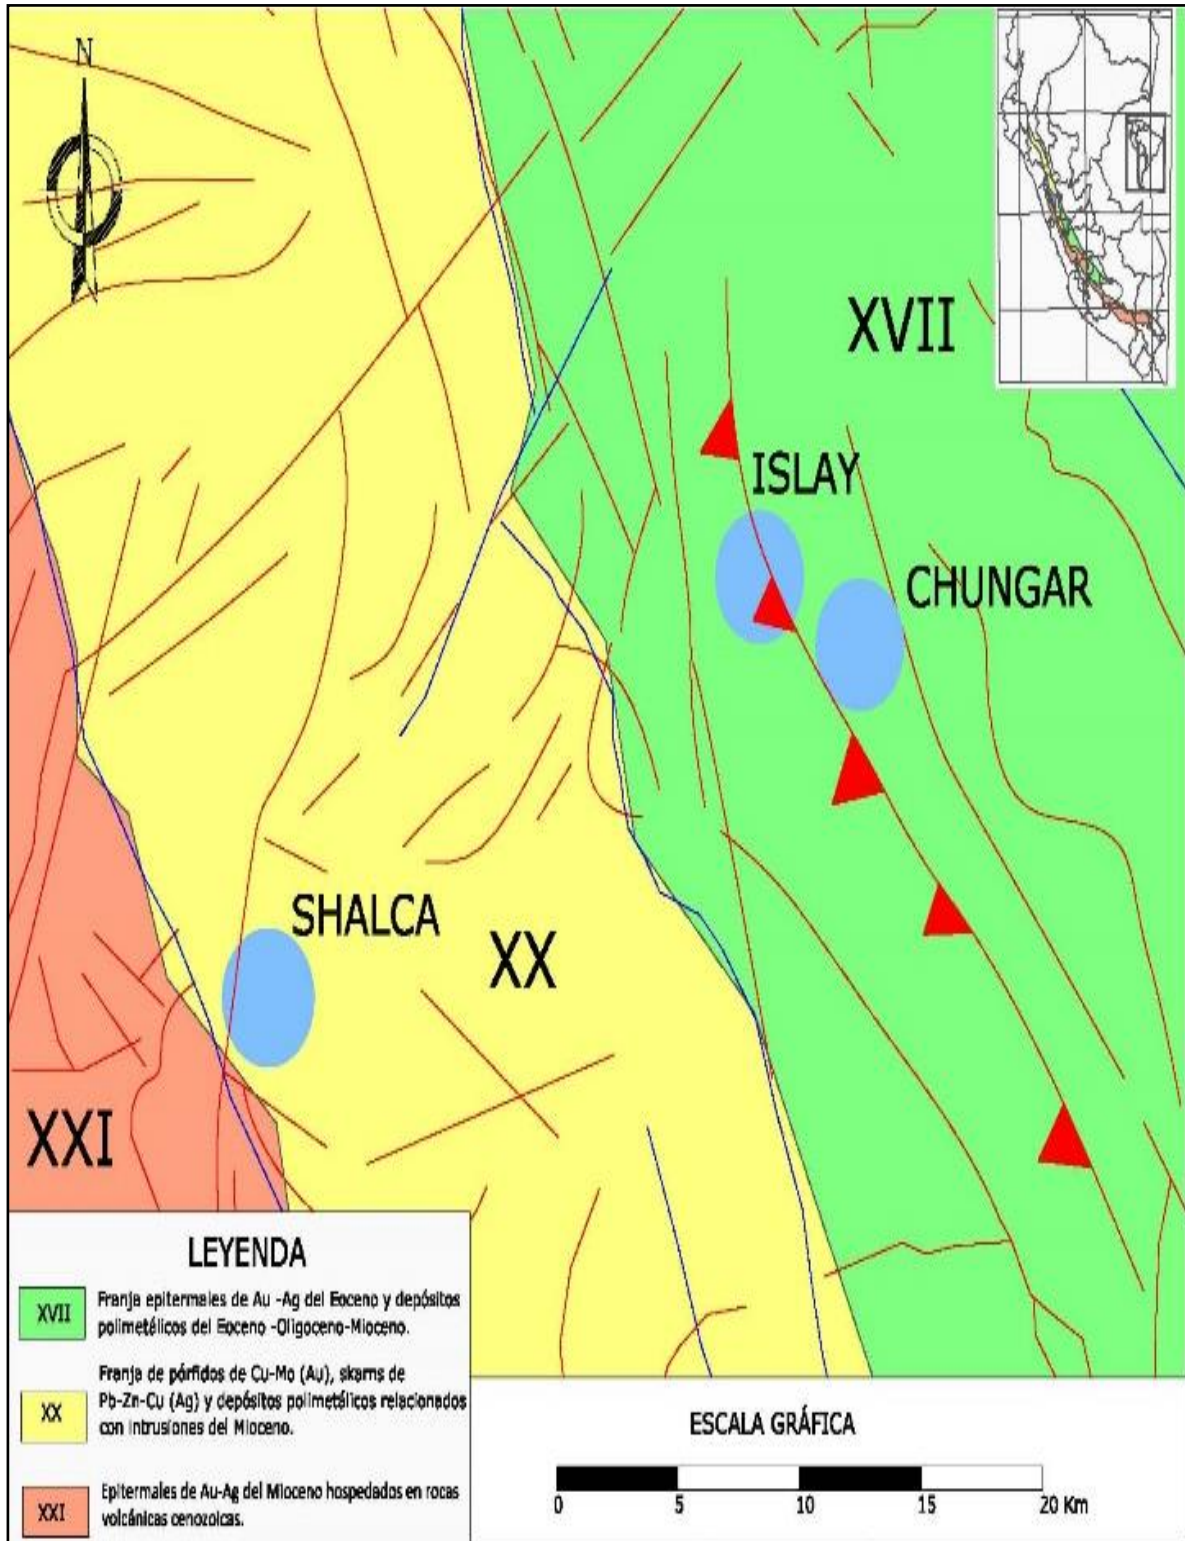 N
XVII
ISLAY
CHUNGAR
SHALCA
XX
XXI
LEYENDA
XVII
Franja epitermales de Au -Ag del Eoceno y depósitos
polimetálicos del Eoceno -Oligoceno-Mioceno.
XX
Franja de pórfidos de Cu-Mo (Au), skarns de
Pb-Zn-Cu (Ag) y depósitos polimetálicos relacionados
con intrusiones del Mioceno.
XXI
Epitermales de Au-Ag del Mioceno hospedados en rocas
volcánicas cenozoicas.
ESCALA GRÁFICA
0 5 10 15 20 Km